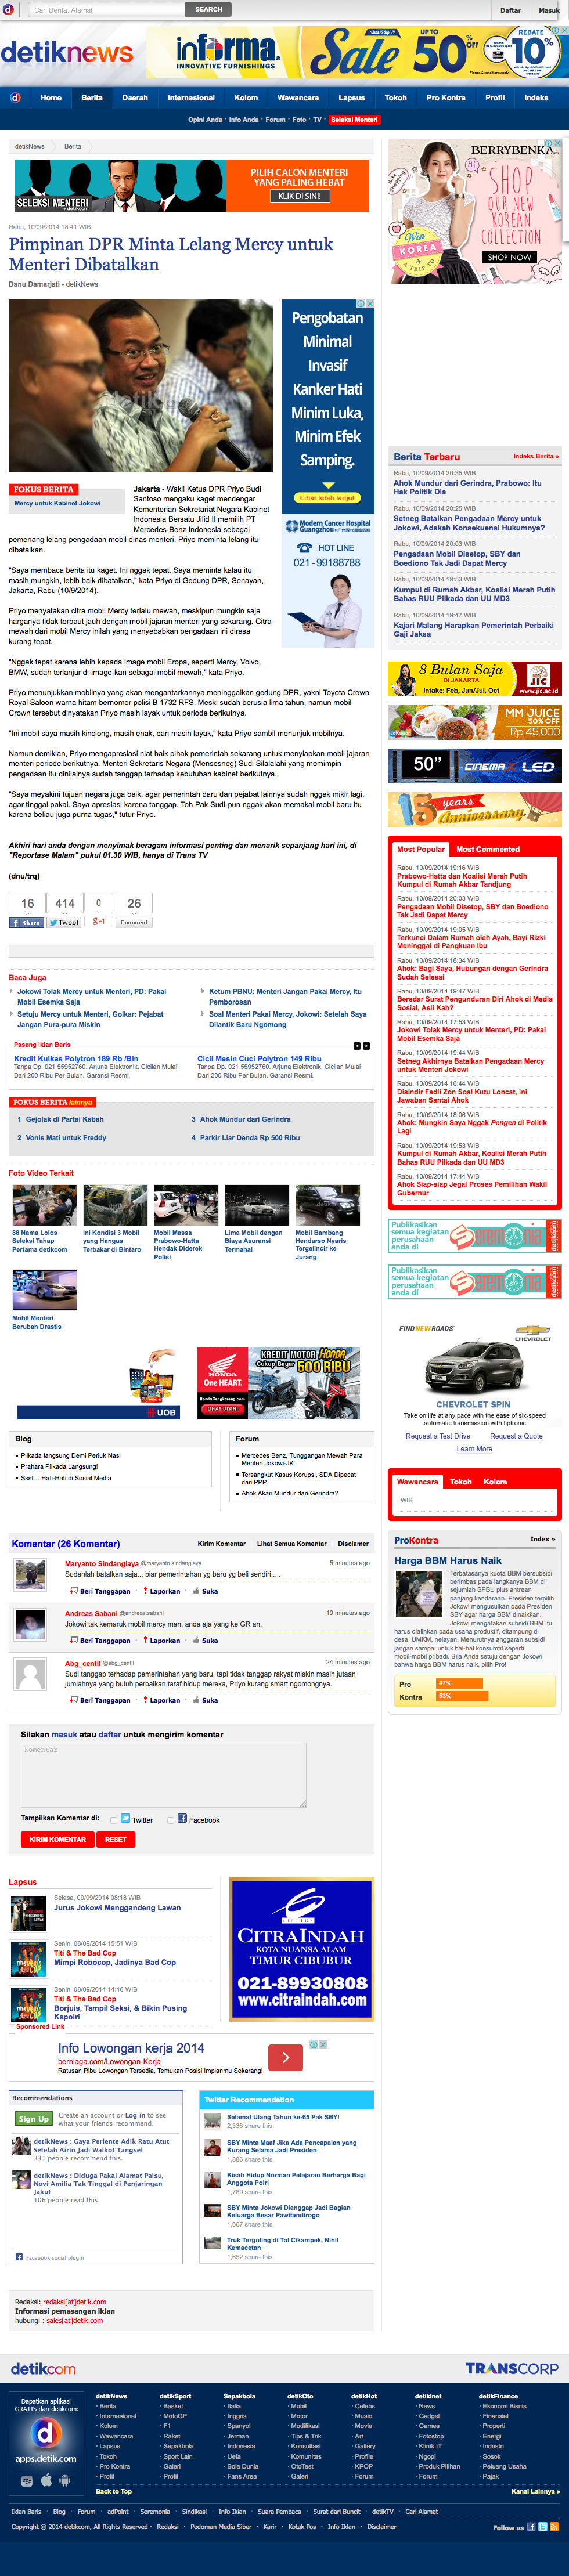 Cari Berita, Alamat
SEARCH
Daftar
Masuk
detiknews
informa
INNOVATIVE FURNISHINGS
Sale
UP TO
50%
OFF
REBATE
10%
Home
Berita
Daerah
Internasional
Kolom
Wawancara
Lapsus
Tokoh
Pro Kontra
Profil
Indeks
Opini Anda
Info Anda
Forum
Foto
TV
Seleksi Menteri
detikNews
Berita
SELEKSI MENTERI
PILIH CALON MENTERI
YANG PALING HEBAT
KLIK DI SINI!
Rabu, 10/09/2014 16:41 WIB
Pimpinan DPR Minta Lelang Mercy untuk
Menteri Dibatalkan
Danu Damarjati - detikNews
FOKUS BERITA
Mercy untuk Kabinet Jokowi
Jakarta - Wakil Ketua DPR Priyo Budi
Santoso mengaku kaget mendengar
Kementerian Sekretariat Negara Kabinet
Indonesia Bersatu Jilid II memilih PT
Mercedes-Benz Indonesia sebagai
pemenang lelang pengadaan mobil dinas menteri. Priyo meminta lelang itu
dibatalkan.
"Saya membaca berita itu kaget. Ini nggak tepat. Saya meminta kalau itu
masih mungkin, lebih baik dibatalkan," kata Priyo di Gedung DPR, Senayan,
Jakarta, Rabu (10/9/2014).
Priyo menyatakan citra mobil Mercy terlalu mewah, meskipun mungkin saja
harganya tidak terpaut jauh dengan mobil jajaran menteri yang sekarang. Citra
mewah dari mobil Mercy inilah yang menyebabkan pengadaan ini dirasa
kurang tepat.
"Nggak tepat karena lebih kepada image mobil Eropa, seperti Mercy, Volvo,
BMW, sudah terlanjur di-image-kan sebagai mobil mewah," kata Priyo.
Priyo menunjukkan mobilnya yang akan mengantarkannya meninggalkan gedung DPR, yakni Toyota Crown
Royal Saloon warna hitam bernomor polisi B 1732 RFS. Meski sudah berusia lima tahun, namun mobil
Crown tersebut dinyatakan Priyo masih layak untuk periode berikutnya.
"Ini mobil saya masih kinclong, masih enak, dan masih layak," kata Priyo sambil menunjuk mobilnya.
Namun demikian, Priyo mengapresiasi niat baik pihak pemerintah sekarang untuk menyiapkan mobil jajaran
menteri periode berikutnya. Menteri Sekretaris Negara (Mensesneg) Sudi Silalahi yang memimpin
pengadaan itu dinilainya sudah tanggap terhadap kebutuhan kabinet berikutnya.
"Saya meyakini tujuan negara juga baik, dan para pejabat lainnya sudah nggak mikir lagi,
agar tinggal pakai. Saya apresiasi karena tanggap. Toh Pak Sudi-pun nggak akan memakai mobil baru itu
karena beliau juga purna tugas," tutur Priyo.
Akhiri hari anda dengan menyimak beragam informasi penting dan menarik sepanjang hari ini, di
"Reportase Malam" pukul 01.30 WIB, hanya di Trans TV
(dnu/trq)
16
414
0
26
Share
Tweet
g+1
Comment
Pengobatan
Minimal
Invasif
Kanker Hati
Minim Luka,
Minim Efek
Samping.
Lihat lebih lanjut
Modern Cancer Hospital
Guangzhou
HOT LINE
021-99188788
Baca Juga
Jokowi Tolak Mercy untuk Menteri, PD: Pakai
Mobil Esemka Saja
Setuju Mercy untuk Menteri, Golkar: Pejabat
Jangan Pura-pura Miskin
Ketum PBNU: Menteri Jangan Pakai Mercy, Itu
Pemborosan
Soal Menteri Pakai Mercy, Jokowi: Setelah Saya
Dilantik Baru Ngomong
Pasang Iklan Baris
Kredit Kulkas Polytron 189 Rb /Bln
Tanpa Dp. 021 55952760. Arjuna Elektronik. Cicilan Mulai
Dari 200 Ribu Per Bulan. Garansi Resmi.
Cicil Mesin Cuci Polytron 149 Ribu
Tanpa Dp. 021 55952760. Arjuna Elektronik. Cicilan Mulai
Dari 200 Ribu Per Bulan. Garansi Resmi.
FOKUS BERITA lainnya
1 Gejolak di Partai Kabah
2 Vonis Mati untuk Freddy
3 Ahok Mundur dari Gerindra
4 Parkir Liar Denda Rp 500 Ribu
Foto Video Terkait
88 Nama Lolos
Seleksi Tahap
Pertama detikcom
Ini Kondisi 3 Mobil
yang Hangus
Terbakar di Bintaro
Mobil Massa
Prabowo-Hatta
Hendak Diderek
Polisi
Lima Mobil dengan
Biaya Asuransi
Termahal
Mobil Bambang
Hendarso Nyaris
Tergelincir ke
Jurang
Mobil Menteri
Berubah Drastis
UOB
HONDA
One HEART.
KREDIT MOTOR Honda
Cukup Bayar 500 RIBU
Blog
Pilkada langsung Demi Periuk Nasi
Prahara Pilkada Langsung!
Ssst… Hati-Hati di Sosial Media
Forum
Mercedes Benz, Tunggangan Mewah Para
Menteri Jokowi-JK
Tersangkut Kasus Korupsi, SDA Dipecat
dari PPP
Ahok Akan Mundur dari Gerindra?
Komentar (26 Komentar)
Kirim Komentar
Lihat Semua Komentar
Disclamer
Maryanto Sindanglaya @maryanto.sindanglaya
5 minutes ago
Sudahlah batalkan saja.., biar pemerintah yg baru yg beli sendiri.....
Beri Tanggapan
Laporkan
Suka
Andreas Sabani @andreas.sabani
19 minutes ago
Jokowi tak kemaruk mobil mercy man, anda aja yang ke GR an.
Beri Tanggapan
Laporkan
Suka
Abg_centil @abg_centil
24 minutes ago
Sudi tanggap terhadap pemerintahan yang baru, tapi tidak tanggap rakyat miskin masih jutaan
jumlahnya yang butuh perbaikan taraf hidup mereka, Priyo kurang smart ngomongnya.
Beri Tanggapan
Laporkan
Suka
Silakan masuk atau daftar untuk mengirim komentar
Komentar
Tampilkan Komentar di:
Twitter
Facebook
KIRIM KOMENTAR
RESET
Lapsus
Selasa, 09/09/2014 08:18 WIB
Jurus Jokowi Menggandeng Lawan
Senin, 08/09/2014 15:51 WIB
Titi & The Bad Cop
Mimpi Robocop, Jadinya Bad Cop
Senin, 08/09/2014 14:16 WIB
Titi & The Bad Cop
Borjuis, Tampil Seksi, & Bikin Pusing
Kapolri
CITRAINDAH
KOTA NUANSA ALAM
TIMUR CIBUBUR
021-89930808
www.citraindah.com
Sponsored Link
Info Lowongan kerja 2014
berniaga.com/Lowongan-Kerja
Ratusan Ribu Lowongan Tersedia, Temukan Posisi Impianmu Sekarang!
Recommendations
Sign Up
Create an account or Log in to see
what your friends recommend.
detikNews : Gaya Perlente Adik Ratu Atut
Setelah Airin Jadi Walkot Tangsel
331 people recommend this.
detikNews : Diduga Pakai Alamat Palsu,
Novi Amilia Tak Tinggal di Penjaringan
Jakut
106 people read this.
Facebook social plugin
Twitter Recommendation
Selamat Ulang Tahun ke-65 Pak SBY!
2,336 share this.
SBY Minta Maaf Jika Ada Pencapaian yang
Kurang Selama Jadi Presiden
1,886 share this.
Kisah Hidup Norman Pelajaran Berharga Bagi
Anggota Polri
1,789 share this.
SBY Minta Jokowi Dianggap Jadi Bagian
Keluarga Besar Pawitandirogo
1,667 share this.
Truk Terguling di Tol Cikampek, Nihil
Kemacetan
1,652 share this.
Redaksi: redaksi[at]detik.com
Informasi pemasangan iklan
hubungi : sales[at]detik.com
BERRYBENKA
SHOP
OUR NEW
KOREAN
COLLECTION
Win
A TRIP TO
KOREA
SHOP NOW
Berita Terbaru
Indeks Berita »
Rabu, 10/09/2014 20:35 WIB
Ahok Mundur dari Gerindra, Prabowo: Itu
Hak Politik Dia
Rabu, 10/09/2014 20:25 WIB
Setneg Batalkan Pengadaan Mercy untuk
Jokowi, Adakah Konsekuensi Hukumnya?
Rabu, 10/09/2014 20:03 WIB
Pengadaan Mobil Disetop, SBY dan
Boediono Tak Jadi Dapat Mercy
Rabu, 10/09/2014 19:53 WIB
Kumpul di Rumah Akbar, Koalisi Merah Putih
Bahas RUU Pilkada dan UU MD3
Rabu, 10/09/2014 19:47 WIB
Kajari Malang Harapkan Pemerintah Perbaiki
Gaji Jaksa
8 Bulan Saja
DI JAKARTA
Intake: Feb, Jun/Jul, Oct
JIC
www.jic.ac.id
MM JUICE
50% OFF
Rp 45.000
50"
CINEMAX LED
15 years
Anniversary
Most Popular
Most Commented
Rabu, 10/09/2014 19:16 WIB
Prabowo-Hatta dan Koalisi Merah Putih
Kumpul di Rumah Akbar Tandjung
Rabu, 10/09/2014 20:03 WIB
Pengadaan Mobil Disetop, SBY dan Boediono
Tak Jadi Dapat Mercy
Rabu, 10/09/2014 19:05 WIB
Terkunci Dalam Rumah oleh Ayah, Bayi Rizki
Meninggal di Pangkuan Ibu
Rabu, 10/09/2014 18:34 WIB
Ahok: Bagi Saya, Hubungan dengan Gerindra
Sudah Selesai
Rabu, 10/09/2014 19:47 WIB
Beredar Surat Pengunduran Diri Ahok di Media
Sosial, Asli Kah?
Rabu, 10/09/2014 17:53 WIB
Jokowi Tolak Mercy untuk Menteri, PD: Pakai
Mobil Esemka Saja
Rabu, 10/09/2014 19:44 WIB
Setneg Akhirnya Batalkan Pengadaan Mercy
untuk Menteri Jokowi
Rabu, 10/09/2014 16:44 WIB
Disindir Fadli Zon Soal Kutu Loncat, ini
Jawaban Santai Ahok
Rabu, 10/09/2014 18:06 WIB
Ahok: Mungkin Saya Nggak Pengen di Politik
Lagi
Rabu, 10/09/2014 19:53 WIB
Kumpul di Rumah Akbar, Koalisi Merah Putih
Bahas RUU Pilkada dan UU MD3
Rabu, 10/09/2014 17:44 WIB
Ahok Siap-siap Jegal Proses Pemilihan Wakil
Gubernur
Publikasikan
semua kegiatan
perusahaan
anda di
detikcom
Publikasikan
semua kegiatan
perusahaan
anda di
detikcom
FIND NEW ROADS
CHEVROLET
CHEVROLET SPIN
Take on life at any pace with the ease of six-speed
automatic transmission with tiptronic
Request a Test Drive
Request a Quote
Learn More
Wawancara
Tokoh
Kolom
, WIB
ProKontra
Index »
Harga BBM Harus Naik
Terbatasanya kuota BBM bersubsidi
berimbas pada langkanya BBM di
sejumlah SPBU plus antrean
panjang kendaraan. Presiden terpilih
Jokowi mengusulkan pada Presiden
SBY agar harga BBM dinaikkan.
Jokowi mengatakan subsidi BBM itu
harus dialihkan pada usaha produktif, ditampung di
desa, UMKM, nelayan. Menurutnya anggaran subsidi
jangan sampai untuk hal-hal konsumtif seperti
mobil-mobil pribadi. Bila Anda setuju dengan Jokowi
bahwa harga BBM harus naik, pilih Pro!
Pro
47%
Kontra
53%
detikcom
TRANSCORP
Dapatkan aplikasi
GRATIS dari detikcom:
apps.detik.com
detikNews
Berita
Internasional
Kolom
Wawancara
Lapsus
Tokoh
Pro Kontra
Profil
detikSport
Basket
MotoGP
F1
Raket
Sepakbola
Sport Lain
Galeri
Profil
Sepakbola
Italia
Inggris
Spanyol
Jerman
Indonesia
Uefa
Bola Dunia
Fans Area
detikOto
Mobil
Motor
Modifikasi
Tips & Trik
Konsultasi
Komunitas
OtoTest
Galeri
detikHot
Celebs
Music
Movie
Art
Gallery
Profile
KPOP
Forum
detikInet
News
Gadget
Games
Fotostop
Klinik IT
Ngopi
Produk Pilihan
Forum
detikFinance
Ekonomi Bisnis
Finansial
Properti
Energi
Industri
Sosok
Peluang Usaha
Pajak
Back to Top
Kanal Lainnya »
Iklan Baris
Blog
Forum
adPoint
Seremonia
Sindikasi
Info Iklan
Suara Pembaca
Surat dari Buncit
detikTV
Cari Alamat
Copyright © 2014 detikcom, All Rights Reserved
Redaksi
Pedoman Media Siber
Karir
Kotak Pos
Info Iklan
Disclaimer
Follow us